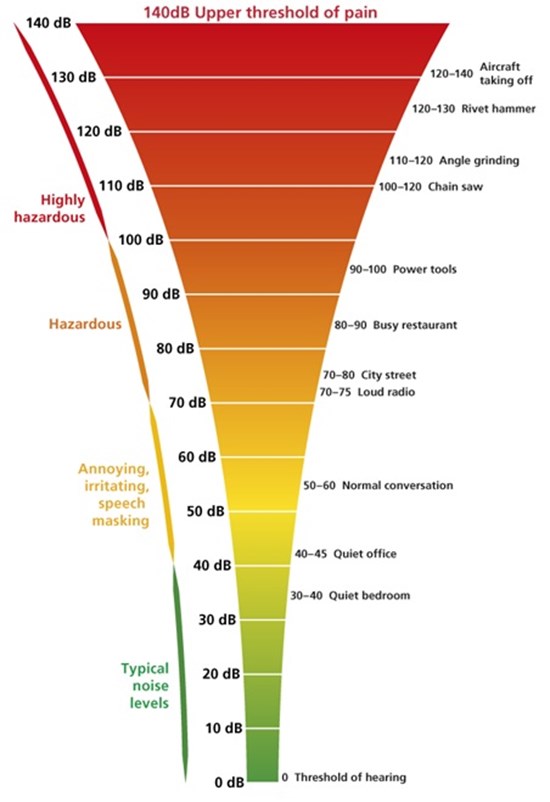 140dB Upper threshold of pain
140 dB
130 dB
120–140 Aircraft
taking off
120–130 Rivet hammer
120 dB
110–120 Angle grinding
110 dB
100–120 Chain saw
Highly
hazardous
100 dB
90–100 Power tools
90 dB
Hazardous
80–90 Busy restaurant
80 dB
70–80 City street
70–75 Loud radio
70 dB
60 dB
Annoying,
irritating,
speech
masking
50–60 Normal conversation
50 dB
40–45 Quiet office
40 dB
30–40 Quiet bedroom
30 dB
20 dB
Typical
noise
levels
10 dB
0 Threshold of hearing
0 dB